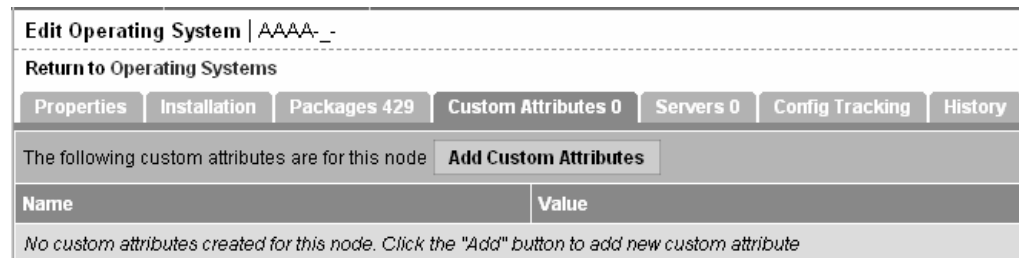 Edit Operating System | AAAA-_-
Return to Operating Systems
Properties Installation Packages 429 Custom Attributes 0 Servers 0 Config Tracking History
The following custom attributes are for this node Add Custom Attributes
Name Value
No custom attributes created for this node. Click the "Add" button to add new custom attribute